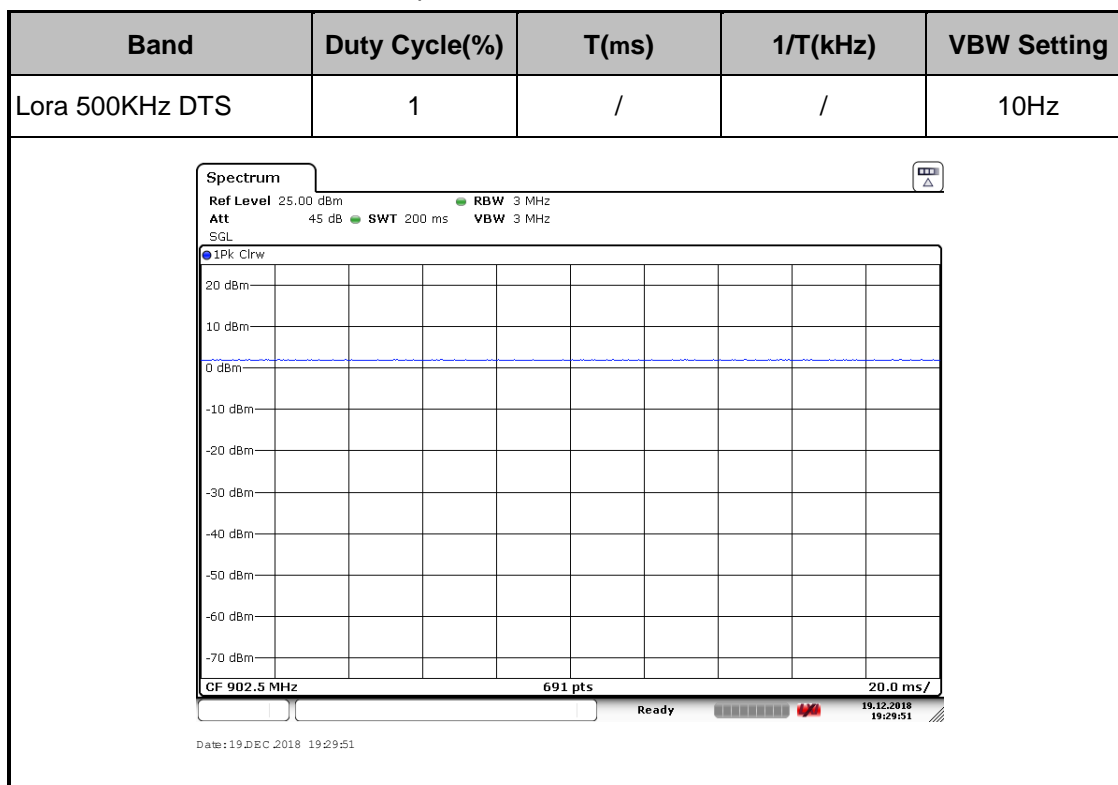 Band Duty Cycle(%) T(ms) 1/T(kHz) VBW Setting
Lora 500KHz DTS 1 / / 10Hz
Spectrum
Ref Level 25.00 dBm RBW 3 MHz
Att 45 dB SWT 200 ms VBW 3 MHz
SGL
1Pk Clrw
20 dBm
10 dBm
0 dBm
-10 dBm
-20 dBm
-30 dBm
-40 dBm
-50 dBm
-60 dBm
-70 dBm
CF 902.5 MHz 691 pts 20.0 ms/
Ready 19.12.2018
19:29:51
Date: 19.DEC.2018 19:29:51